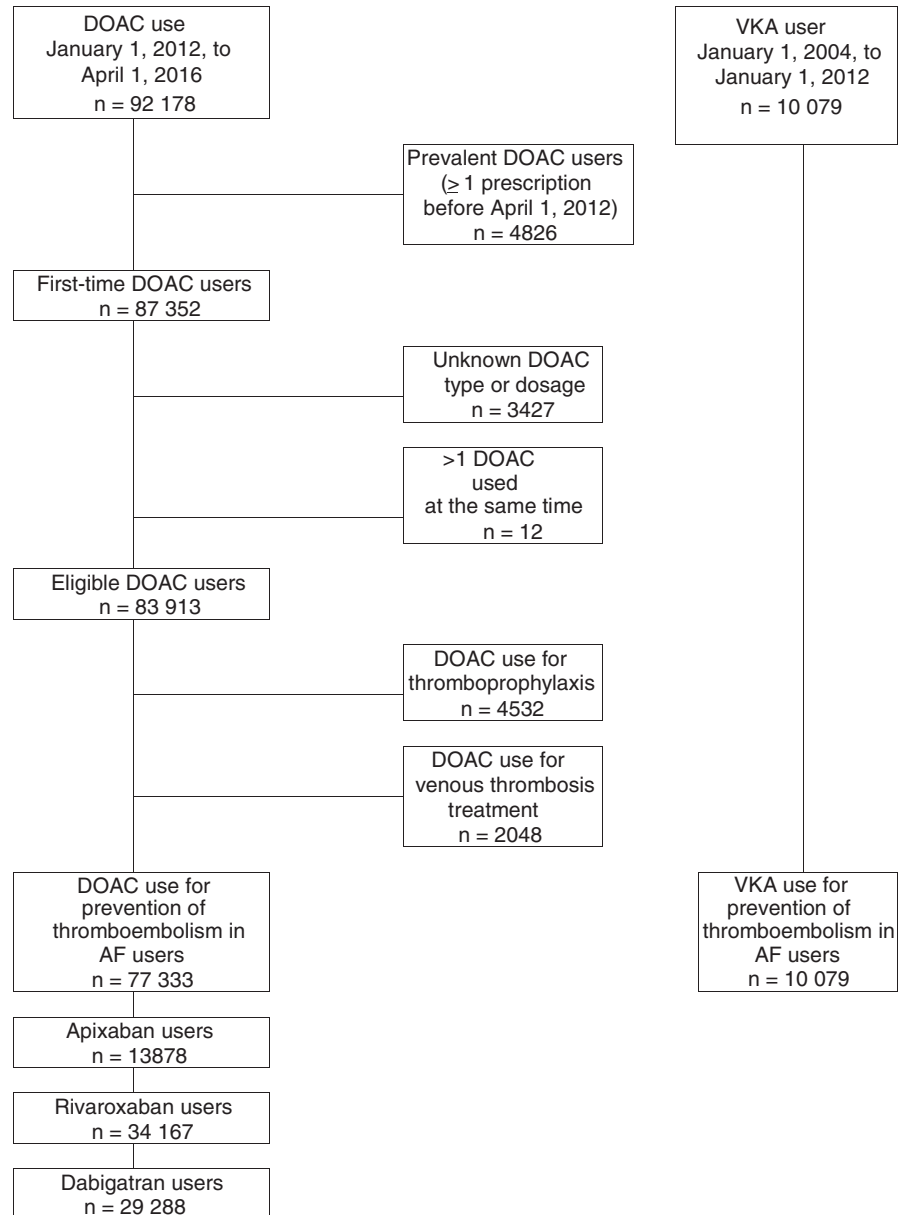 DOAC use
January 1, 2012, to
April 1, 2016
n = 92 178
VKA user
January 1, 2004, to
January 1, 2012
n = 10 079
Prevalent DOAC users
(≥ 1 prescription
before April 1, 2012)
n = 4826
First-time DOAC users
n = 87 352
Unknown DOAC
type or dosage
n = 3427
>1 DOAC
used
at the same time
n = 12
Eligible DOAC users
n = 83 913
DOAC use for
thromboprophylaxis
n = 4532
DOAC use for
venous thrombosis
treatment
n = 2048
DOAC use for
prevention of
thromboembolism in
AF users
n = 77 333
VKA use for
prevention of
thromboembolism in
AF users
n = 10 079
Apixaban users
n = 13878
Rivaroxaban users
n = 34 167
Dabigatran users
n = 29 288